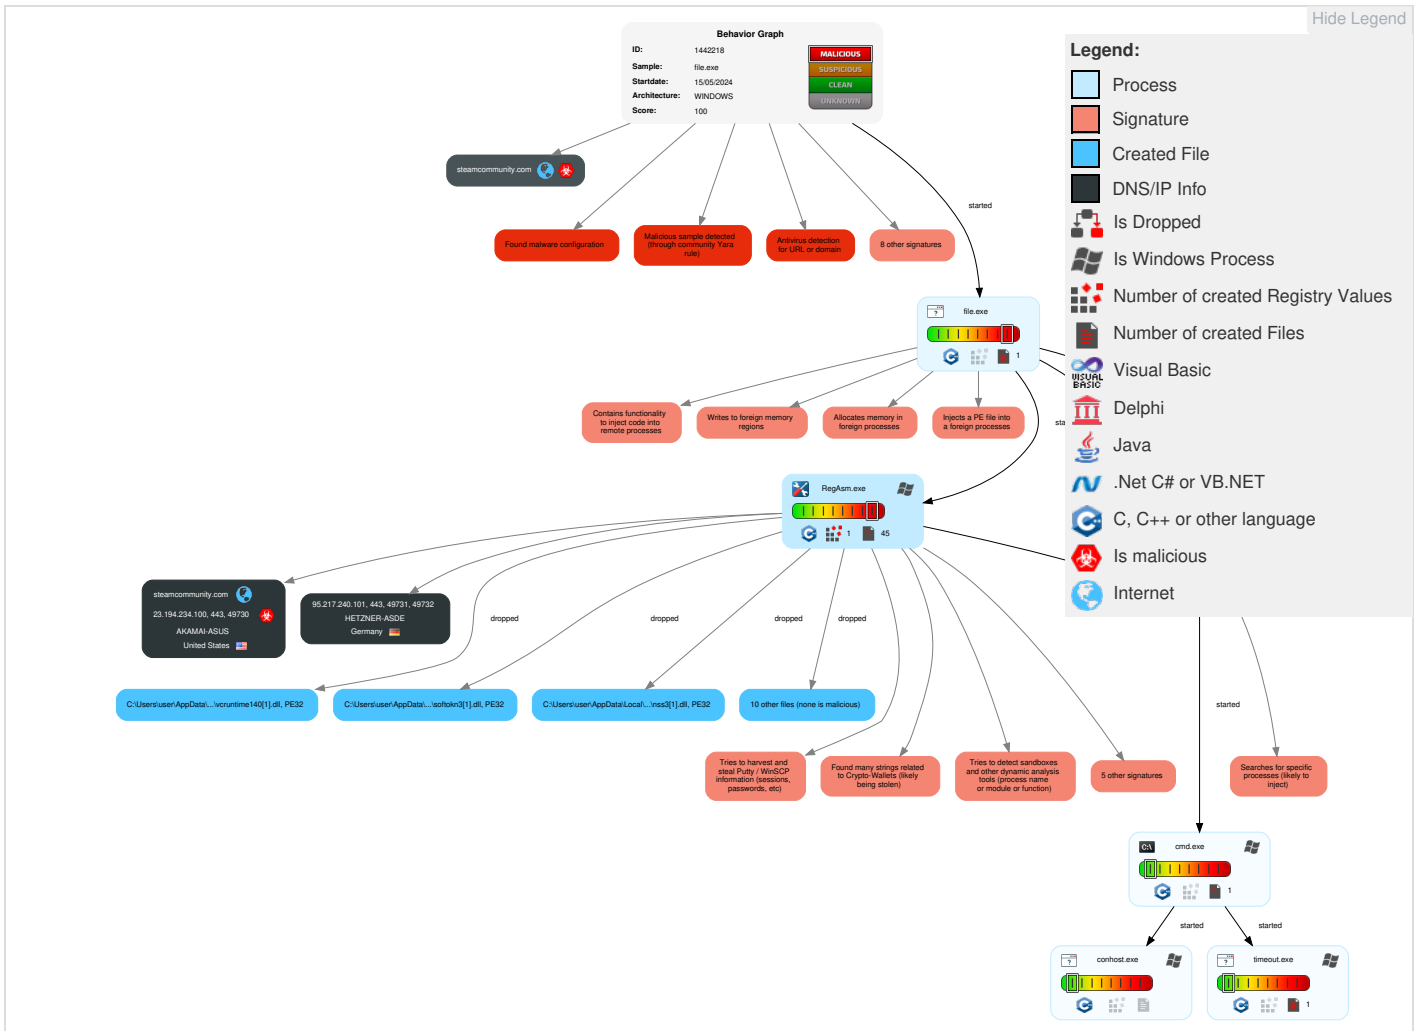 Hide Legend
Behavior Graph
ID: 1442218
Sample: file.exe
Startdate: 15/05/2024
Architecture: WINDOWS
Score: 100
MALICIOUS
SUSPICIOUS
CLEAN
UNKNOWN
Legend:
Process
Signature
Created File
DNS/IP Info
Is Dropped
Is Windows Process
Number of created Registry Values
Number of created Files
VISUAL
BASIC
Visual Basic
Delphi
Java
.Net C# or VB.NET
C, C++ or other language
Is malicious
Internet
steamcommunity.com
started
Found malware configuration
Malicious sample detected
(through community Yara
rule)
Antivirus detection
for URL or domain
8 other signatures
file.exe
1
Contains functionality
to inject code into
remote processes
Writes to foreign memory
regions
Allocates memory in
foreign processes
Injects a PE file into
a foreign processes
RegAsm.exe
1
45
steamcommunity.com
23.194.234.100, 443, 49730
AKAMAI-ASUS
United States
95.217.240.101, 443, 49731, 49732
HETZNER-ASDE
Germany
dropped
dropped
dropped
dropped
C:\Users\user\AppData\...\vcruntime140[1].dll, PE32
C:\Users\user\AppData\...\softokn3[1].dll, PE32
C:\Users\user\AppData\Local\...\nss3[1].dll, PE32
10 other files (none is malicious)
started
Tries to harvest and
steal Putty / WinSCP
information (sessions,
passwords, etc)
Found many strings related
to Crypto-Wallets (likely
being stolen)
Tries to detect sandboxes
and other dynamic analysis
tools (process name
or module or function)
5 other signatures
Searches for specific
processes (likely to
inject)
C:\
cmd.exe
1
started
started
conhost.exe
timeout.exe
1